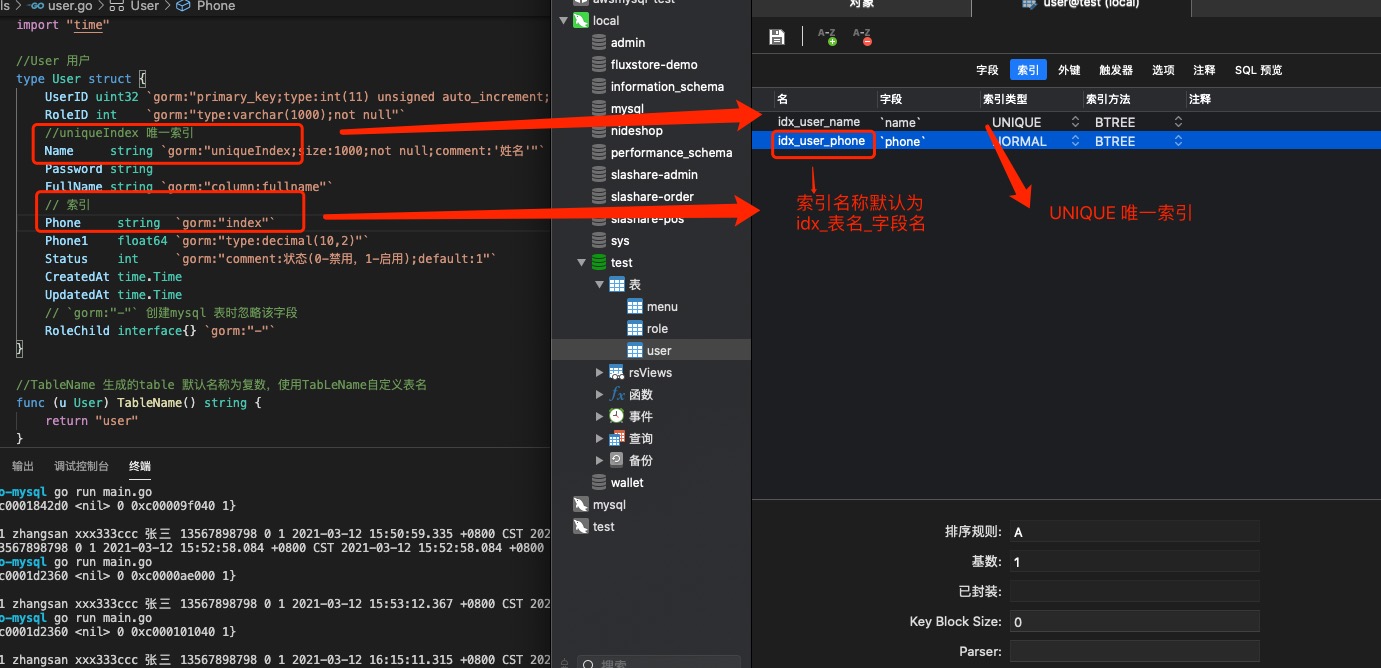 ls > user.go > User > Phone
import "time"
//User 用户
type User struct {
UserID uint32 `gorm:"primary_key;type:int(11) unsigned auto_increment;
RoleID int `gorm:"type:varchar(1000);not null"`
//uniqueIndex 唯一索引
Name string `gorm:"uniqueIndex;size:1000;not null;comment:'姓名'"`
Password string
FullName string `gorm:"column:fullname"`
// 索引
Phone string `gorm:"index"`
Phone1 float64 `gorm:"type:decimal(10,2)"`
Status int `gorm:"comment:状态(0-禁用，1-启用);default:1"`
CreatedAt time.Time
UpdatedAt time.Time
// `gorm:"-"` 创建mysql 表时忽略该字段
RoleChild interface{} `gorm:"-"`
}
//TableName 生成的table 默认名称为复数，使用TabLeName自定义表名
func (u User) TableName() string {
return "user"
}
输出 调试控制台 终端
o-mysql go run main.go
c0001842d0 <nil> 0 0xc00009f040 1}
1 zhangsan xxx333ccc 张三 13567898798 0 1 2021-03-12 15:50:59.335 +0800 CST 202
3567898798 0 1 2021-03-12 15:52:58.084 +0800 CST 2021-03-12 15:52:58.084 +0800
o-mysql go run main.go
c0001d2360 <nil> 0 0xc0000ae000 1}
1 zhangsan xxx333ccc 张三 13567898798 0 1 2021-03-12 15:53:12.367 +0800 CST 202
o-mysql go run main.go
c0001d2360 <nil> 0 0xc000101040 1}
1 zhangsan xxx333ccc 张三 13567898798 0 1 2021-03-12 16:15:11.315 +0800 CST 202
awsmysql-test
local
admin
fluxstore-demo
information_schema
mysql
nideshop
performance_schema
slashare-admin
slashare-order
slashare-pos
sys
test
表
menu
role
user
rsViews
fx 函数
事件
查询
备份
wallet
mysql
test
搜索
对象
user@test (local)
A-Z A-Z
字段 索引 外键 触发器 选项 注释 SQL 预览
名 字段 索引类型 索引方法 注释
idx_user_name `name` UNIQUE BTREE
idx_user_phone `phone` NORMAL BTREE
索引名称默认为
idx_表名_字段名
UNIQUE 唯一索引
排序规则: A
基数: 1
已封装:
Key Block Size: 0
Parser: